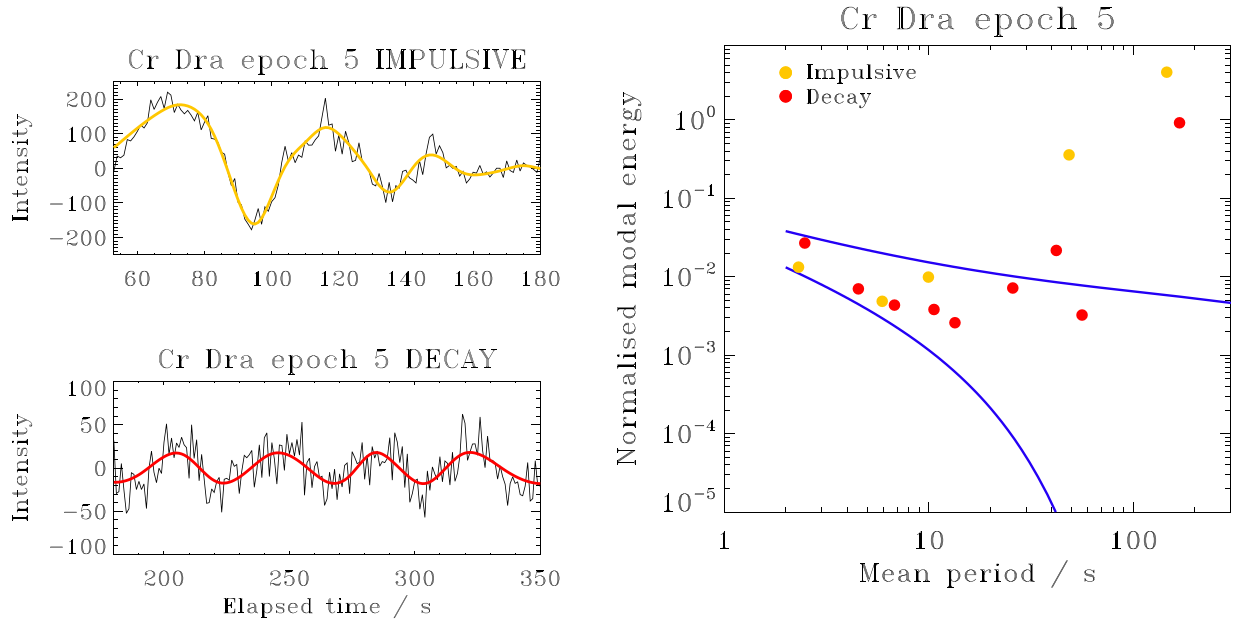 Cr Dra epoch 5 IMPULSIVE
Intensity
200
100
0
−100
−200
60 80 100 120 140 160 180
Cr Dra epoch 5 DECAY
Intensity
100
50
0
−50
−100
200 250 300 350
Elapsed time / s
Cr Dra epoch 5
Impulsive
Decay
Normalised modal energy
10^0
10^-1
10^-2
10^-3
10^-4
10^-5
1 10 100
Mean period / s